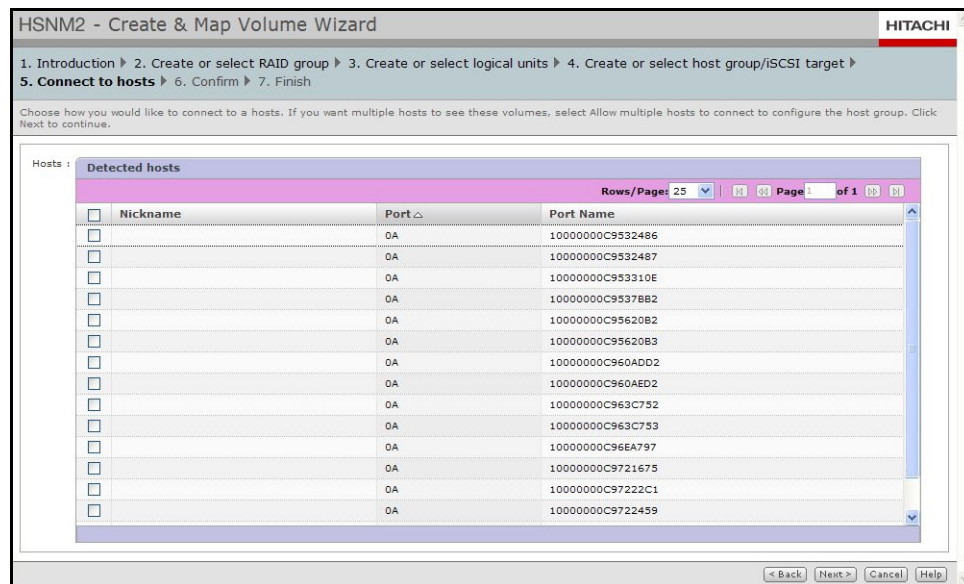 HSNM2 - Create & Map Volume Wizard
HITACHI
1. Introduction 2. Create or select RAID group 3. Create or select logical units 4. Create or select host group/iSCSI target
5. Connect to hosts 6. Confirm 7. Finish
Choose how you would like to connect to a hosts. If you want multiple hosts to see these volumes, select Allow multiple hosts to connect to configure the host group. Click
Next to continue.
Hosts : Detected hosts
Rows/Page: 25 Page 1 of 1
Nickname Port Port Name
0A 10000000C9532486
0A 10000000C9532487
0A 10000000C953310E
0A 10000000C9537BB2
0A 10000000C95620B2
0A 10000000C95620B3
0A 10000000C960ADD2
0A 10000000C960AED2
0A 10000000C963C752
0A 10000000C963C753
0A 10000000C96EA797
0A 10000000C9721675
0A 10000000C97222C1
0A 10000000C9722459
< Back Next > Cancel Help